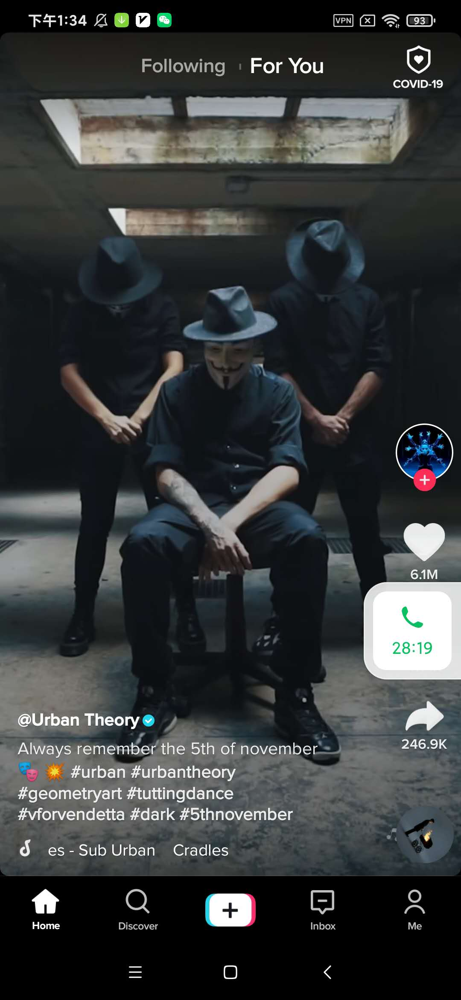 下午1:34
VPN
93
Following
For You
COVID-19
6.1M
28:19
246.9K
@Urban Theory
Always remember the 5th of november
#urban #urbantheory
#geometryart #tuttingdance
#vforvendetta #dark #5thnovember
es - Sub Urban Cradles
Home
Discover
Inbox
Me